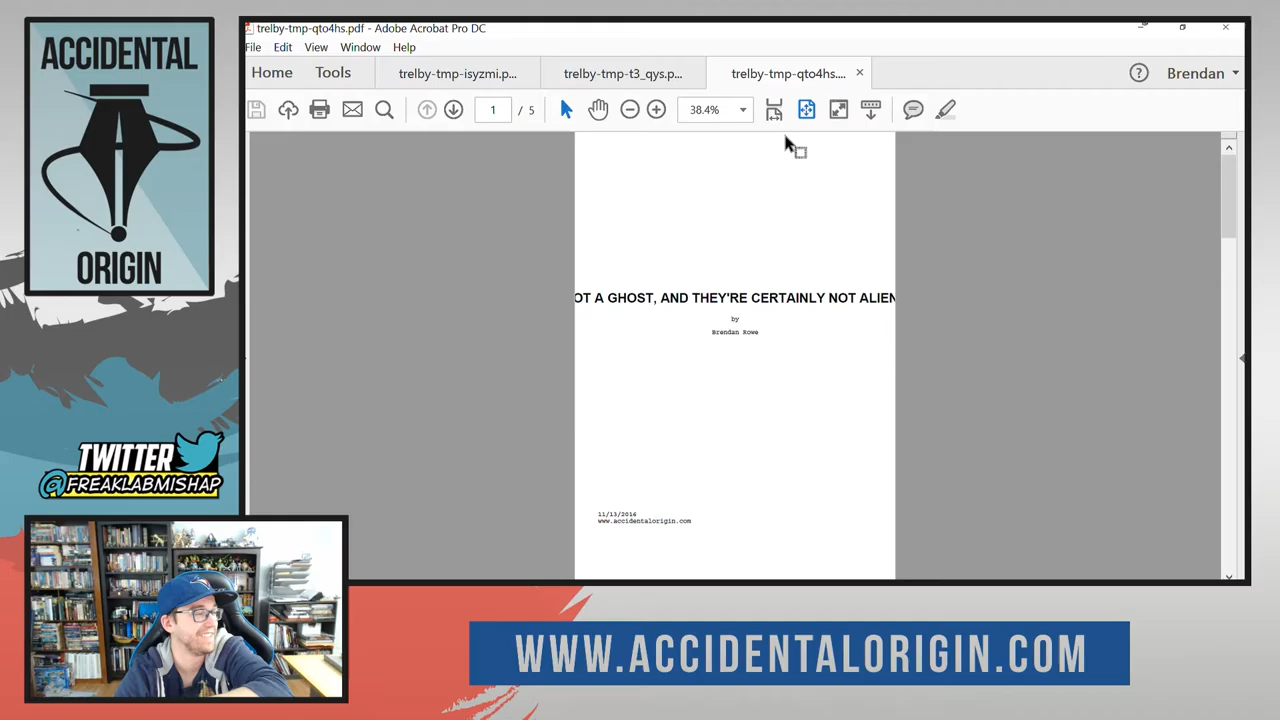 ACCIDENTAL
ORIGIN
TWITTER
@FREAKLABMISHAP
trelby-tmp-qto4hs.pdf - Adobe Acrobat Pro DC
File Edit View Window Help
Home Tools trelby-tmp-isyzmi.p... trelby-tmp-t3_qys.p... trelby-tmp-qto4hs.... × ? Brendan
1 / 5 38.4%
OT A GHOST, AND THEY'RE CERTAINLY NOT ALIEN
by
Brendan Rowe
11/13/2016
www.accidentalorigin.com
WWW.ACCIDENTALORIGIN.COM